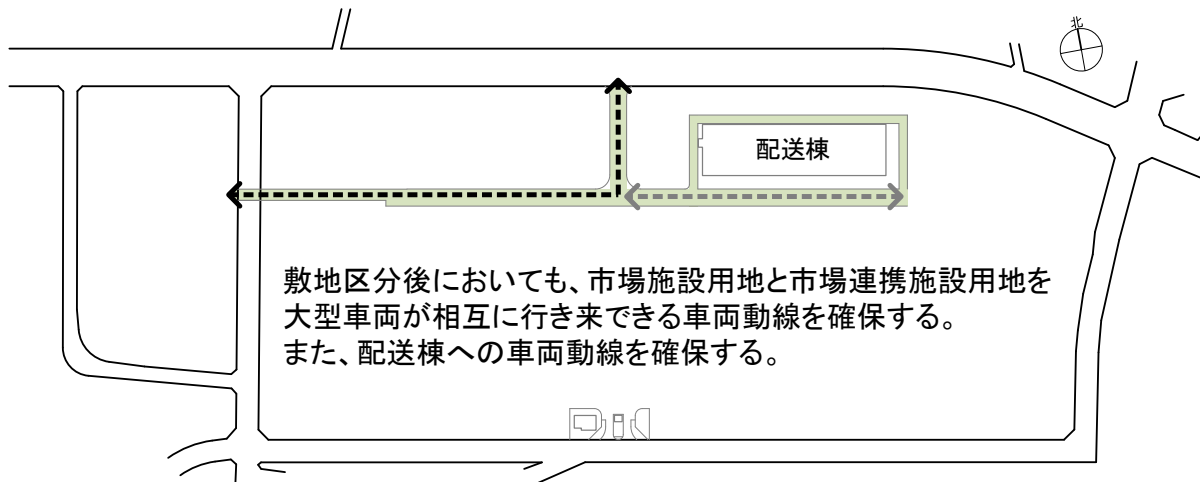 北
配送棟
敷地区分後においても、市場施設用地と市場連携施設用地を
大型車両が相互に行き来できる車両動線を確保する。
また、配送棟への車両動線を確保する。